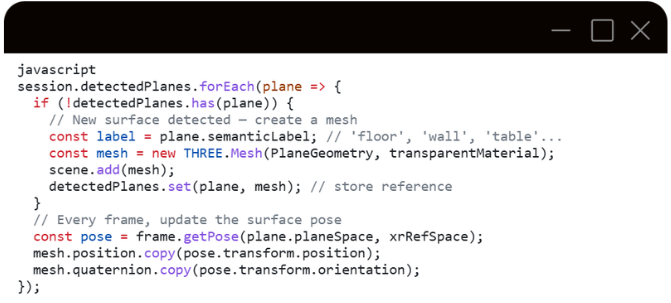 javascript
session.detectedPlanes.forEach(plane => {
  if (!detectedPlanes.has(plane)) {
    // New surface detected — create a mesh
    const label = plane.semanticLabel; // 'floor', 'wall', 'table'...
    const mesh = new THREE.Mesh(PlaneGeometry, transparentMaterial);
    scene.add(mesh);
    detectedPlanes.set(plane, mesh); // store reference
  }
  // Every frame, update the surface pose
  const pose = frame.getPose(plane.planeSpace, xrRefSpace);
  mesh.position.copy(pose.transform.position);
  mesh.quaternion.copy(pose.transform.orientation);
});